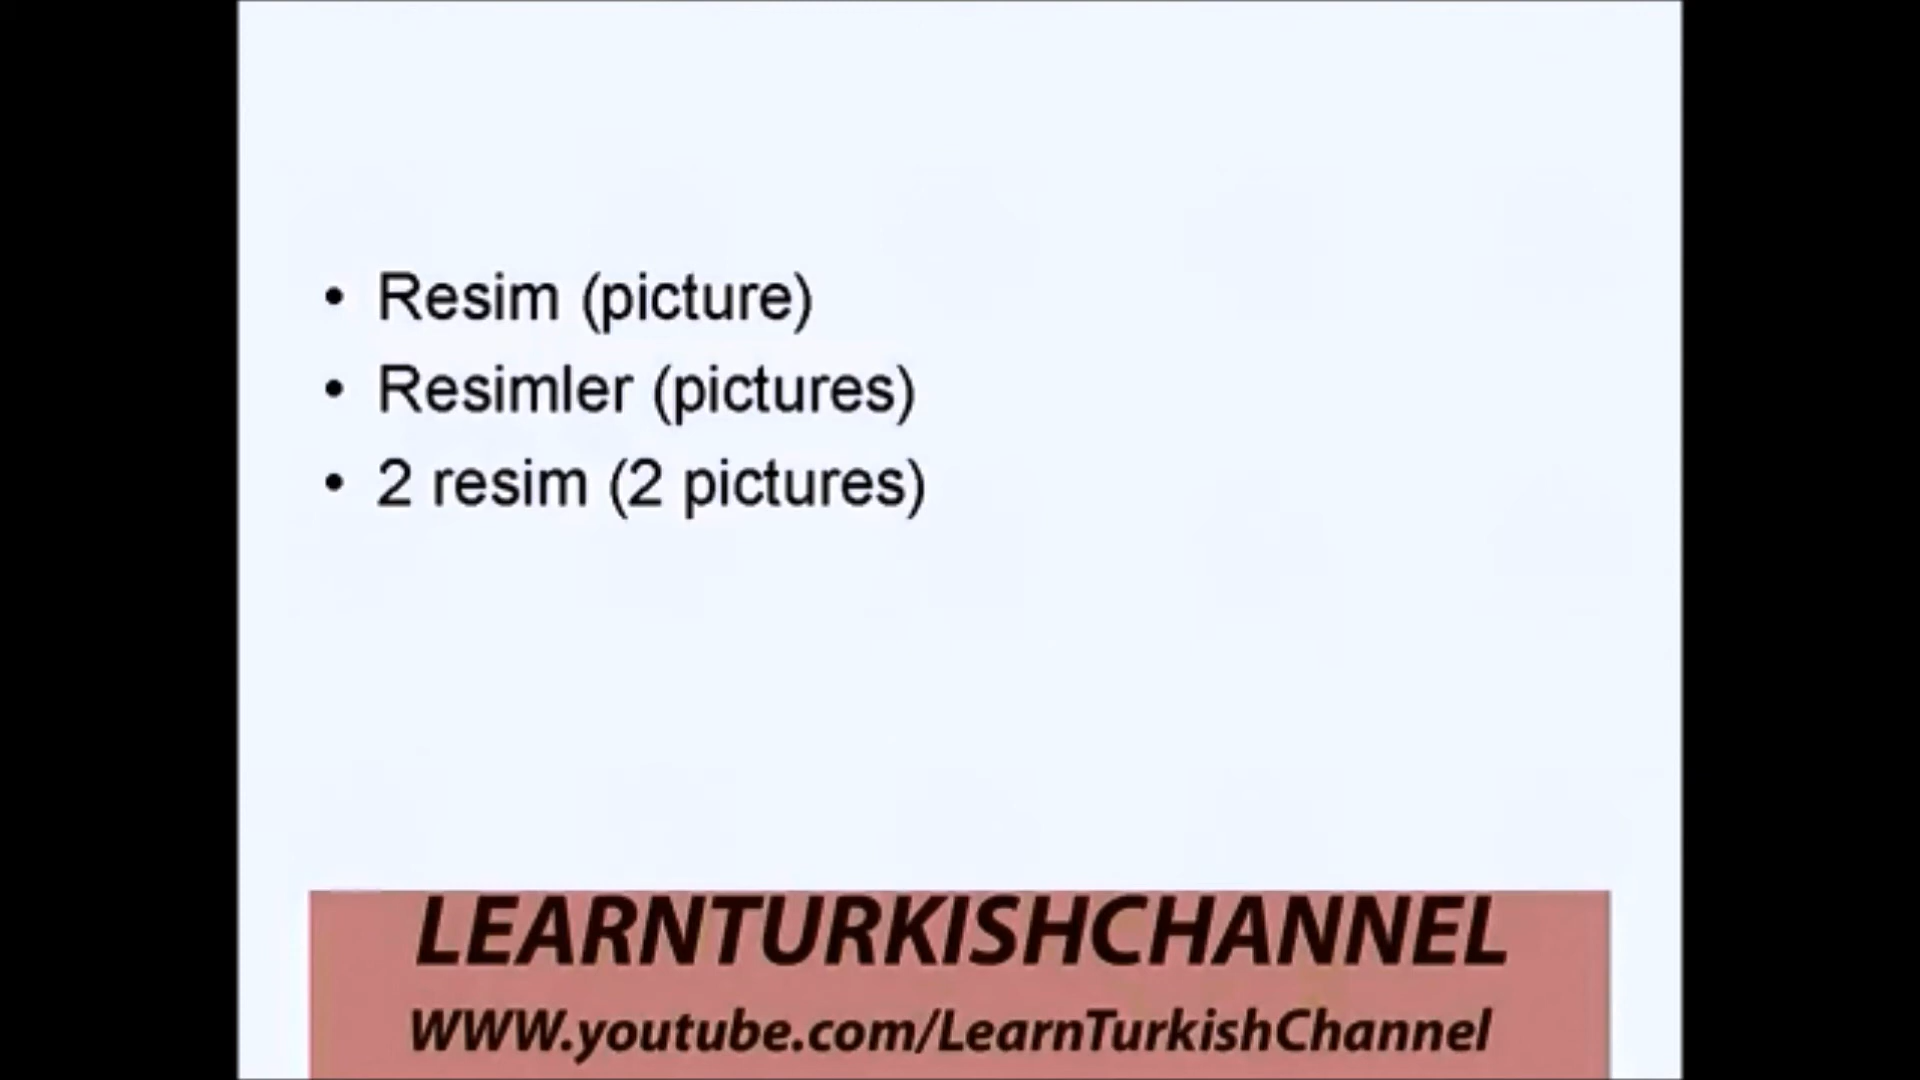 • Resim (picture)
• Resimler (pictures)
• 2 resim (2 pictures)
LEARNTURKISHCHANNEL
WWW.youtube.com/LearnTurkishChannel